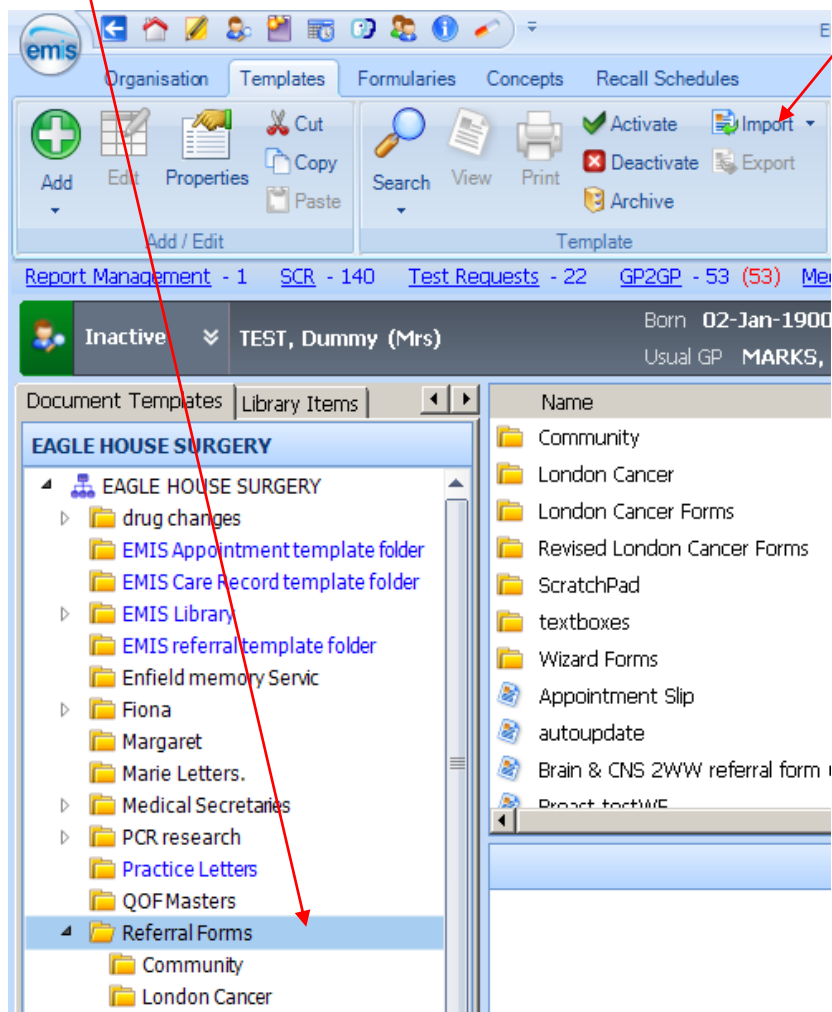 emis
E
Organisation Templates Formularies Concepts Recall Schedules
Add Edit Properties Cut Copy Paste Search View Print Activate Deactivate Archive Import Export
Add / Edit Template
Report Management - 1 SCR - 140 Test Requests - 22 GP2GP - 53 (53) Med
Inactive TEST, Dummy (Mrs) Born 02-Jan-1900
Usual GP MARKS,
Document Templates Library Items
EAGLE HOUSE SURGERY
EAGLE HOUSE SURGERY
drug changes
EMIS Appointment template folder
EMIS Care Record template folder
EMIS Library
EMIS referral template folder
Enfield memory Servic
Fiona
Margaret
Marie Letters.
Medical Secretaries
PCR research
Practice Letters
QOF Masters
Referral Forms
Community
London Cancer
Name
Community
London Cancer
London Cancer Forms
Revised London Cancer Forms
ScratchPad
textboxes
Wizard Forms
Appointment Slip
autoupdate
Brain & CNS 2WW referral form
Breast testWF